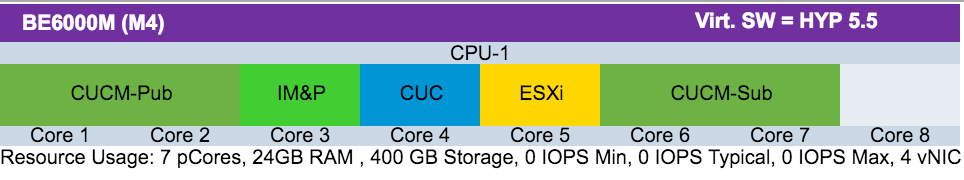 BE6000M (M4) Virt. SW = HYP 5.5
CPU-1
CUCM-Pub IM&P CUC ESXi CUCM-Sub
Core 1 Core 2 Core 3 Core 4 Core 5 Core 6 Core 7 Core 8
Resource Usage: 7 pCores, 24GB RAM , 400 GB Storage, 0 IOPS Min, 0 IOPS Typical, 0 IOPS Max, 4 vNIC